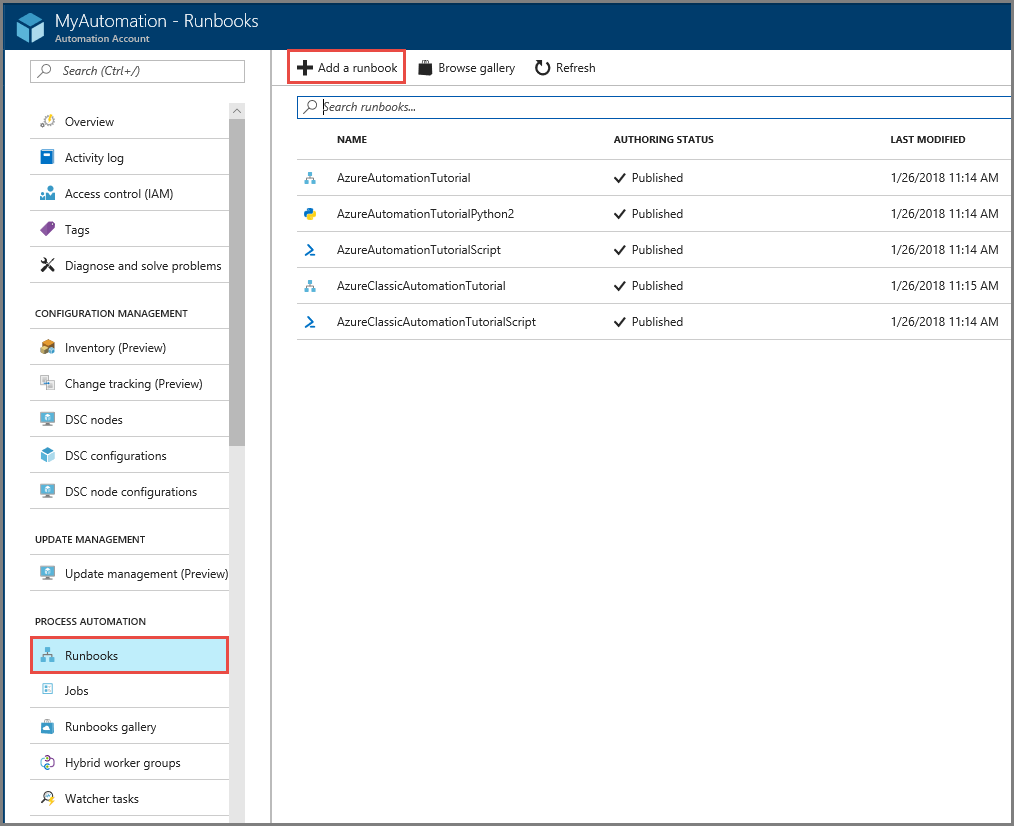 MyAutomation - Runbooks
Automation Account
Search (Ctrl+/)
Overview
Activity log
Access control (IAM)
Tags
Diagnose and solve problems
CONFIGURATION MANAGEMENT
Inventory (Preview)
Change tracking (Preview)
DSC nodes
DSC configurations
DSC node configurations
UPDATE MANAGEMENT
Update management (Preview)
PROCESS AUTOMATION
Runbooks
Jobs
Runbooks gallery
Hybrid worker groups
Watcher tasks
Add a runbook Browse gallery Refresh
Search runbooks...
NAME AUTHORING STATUS LAST MODIFIED
AzureAutomationTutorial Published 1/26/2018 11:14 AM
AzureAutomationTutorialPython2 Published 1/26/2018 11:14 AM
AzureAutomationTutorialScript Published 1/26/2018 11:14 AM
AzureClassicAutomationTutorial Published 1/26/2018 11:15 AM
AzureClassicAutomationTutorialScript Published 1/26/2018 11:14 AM